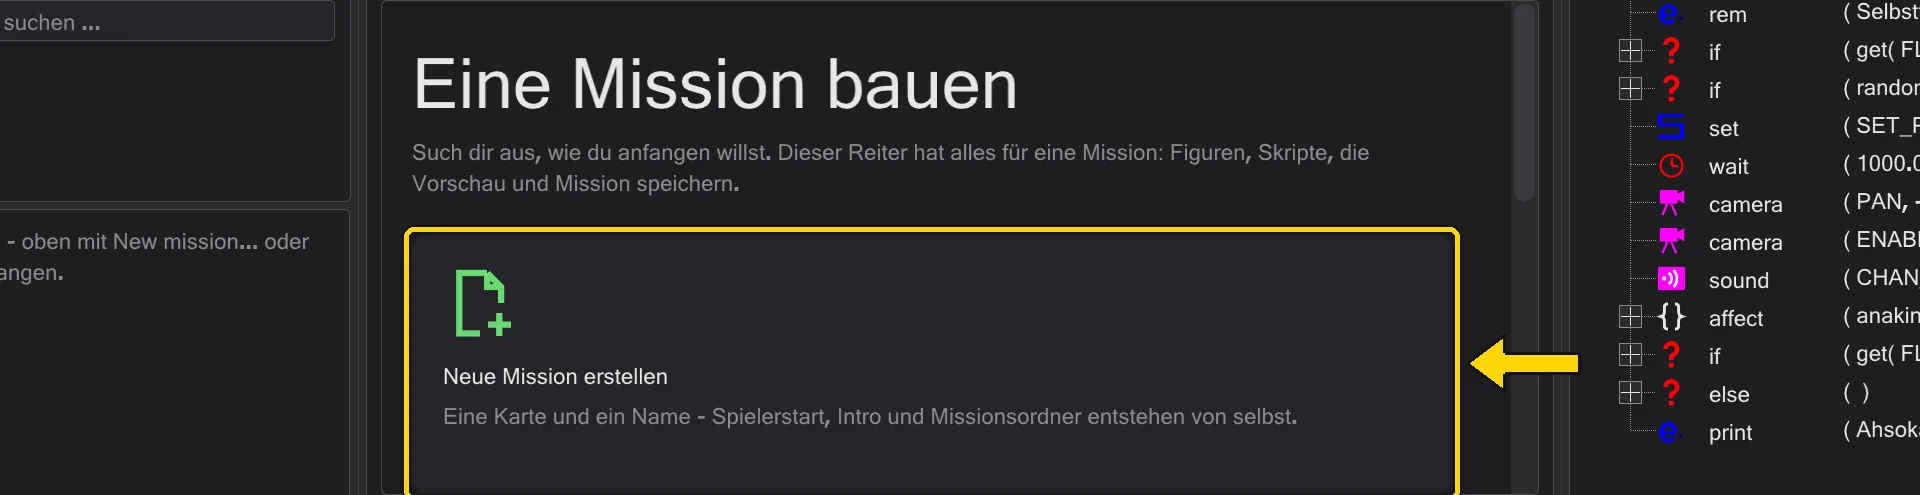 suchen ...
- oben mit New mission... oder
angen.
Eine Mission bauen
Such dir aus, wie du anfangen willst. Dieser Reiter hat alles für eine Mission: Figuren, Skripte, die
Vorschau und Mission speichern.
Neue Mission erstellen
Eine Karte und ein Name - Spielerstart, Intro und Missionsordner entstehen von selbst.
rem ( Selbst
if ( get( FL
if ( random
set ( SET_
wait ( 1000.0
camera ( PAN, -
camera ( ENABL
sound ( CHAN
affect ( anakin
if ( get( FL
else ( )
print ( Ahsoka